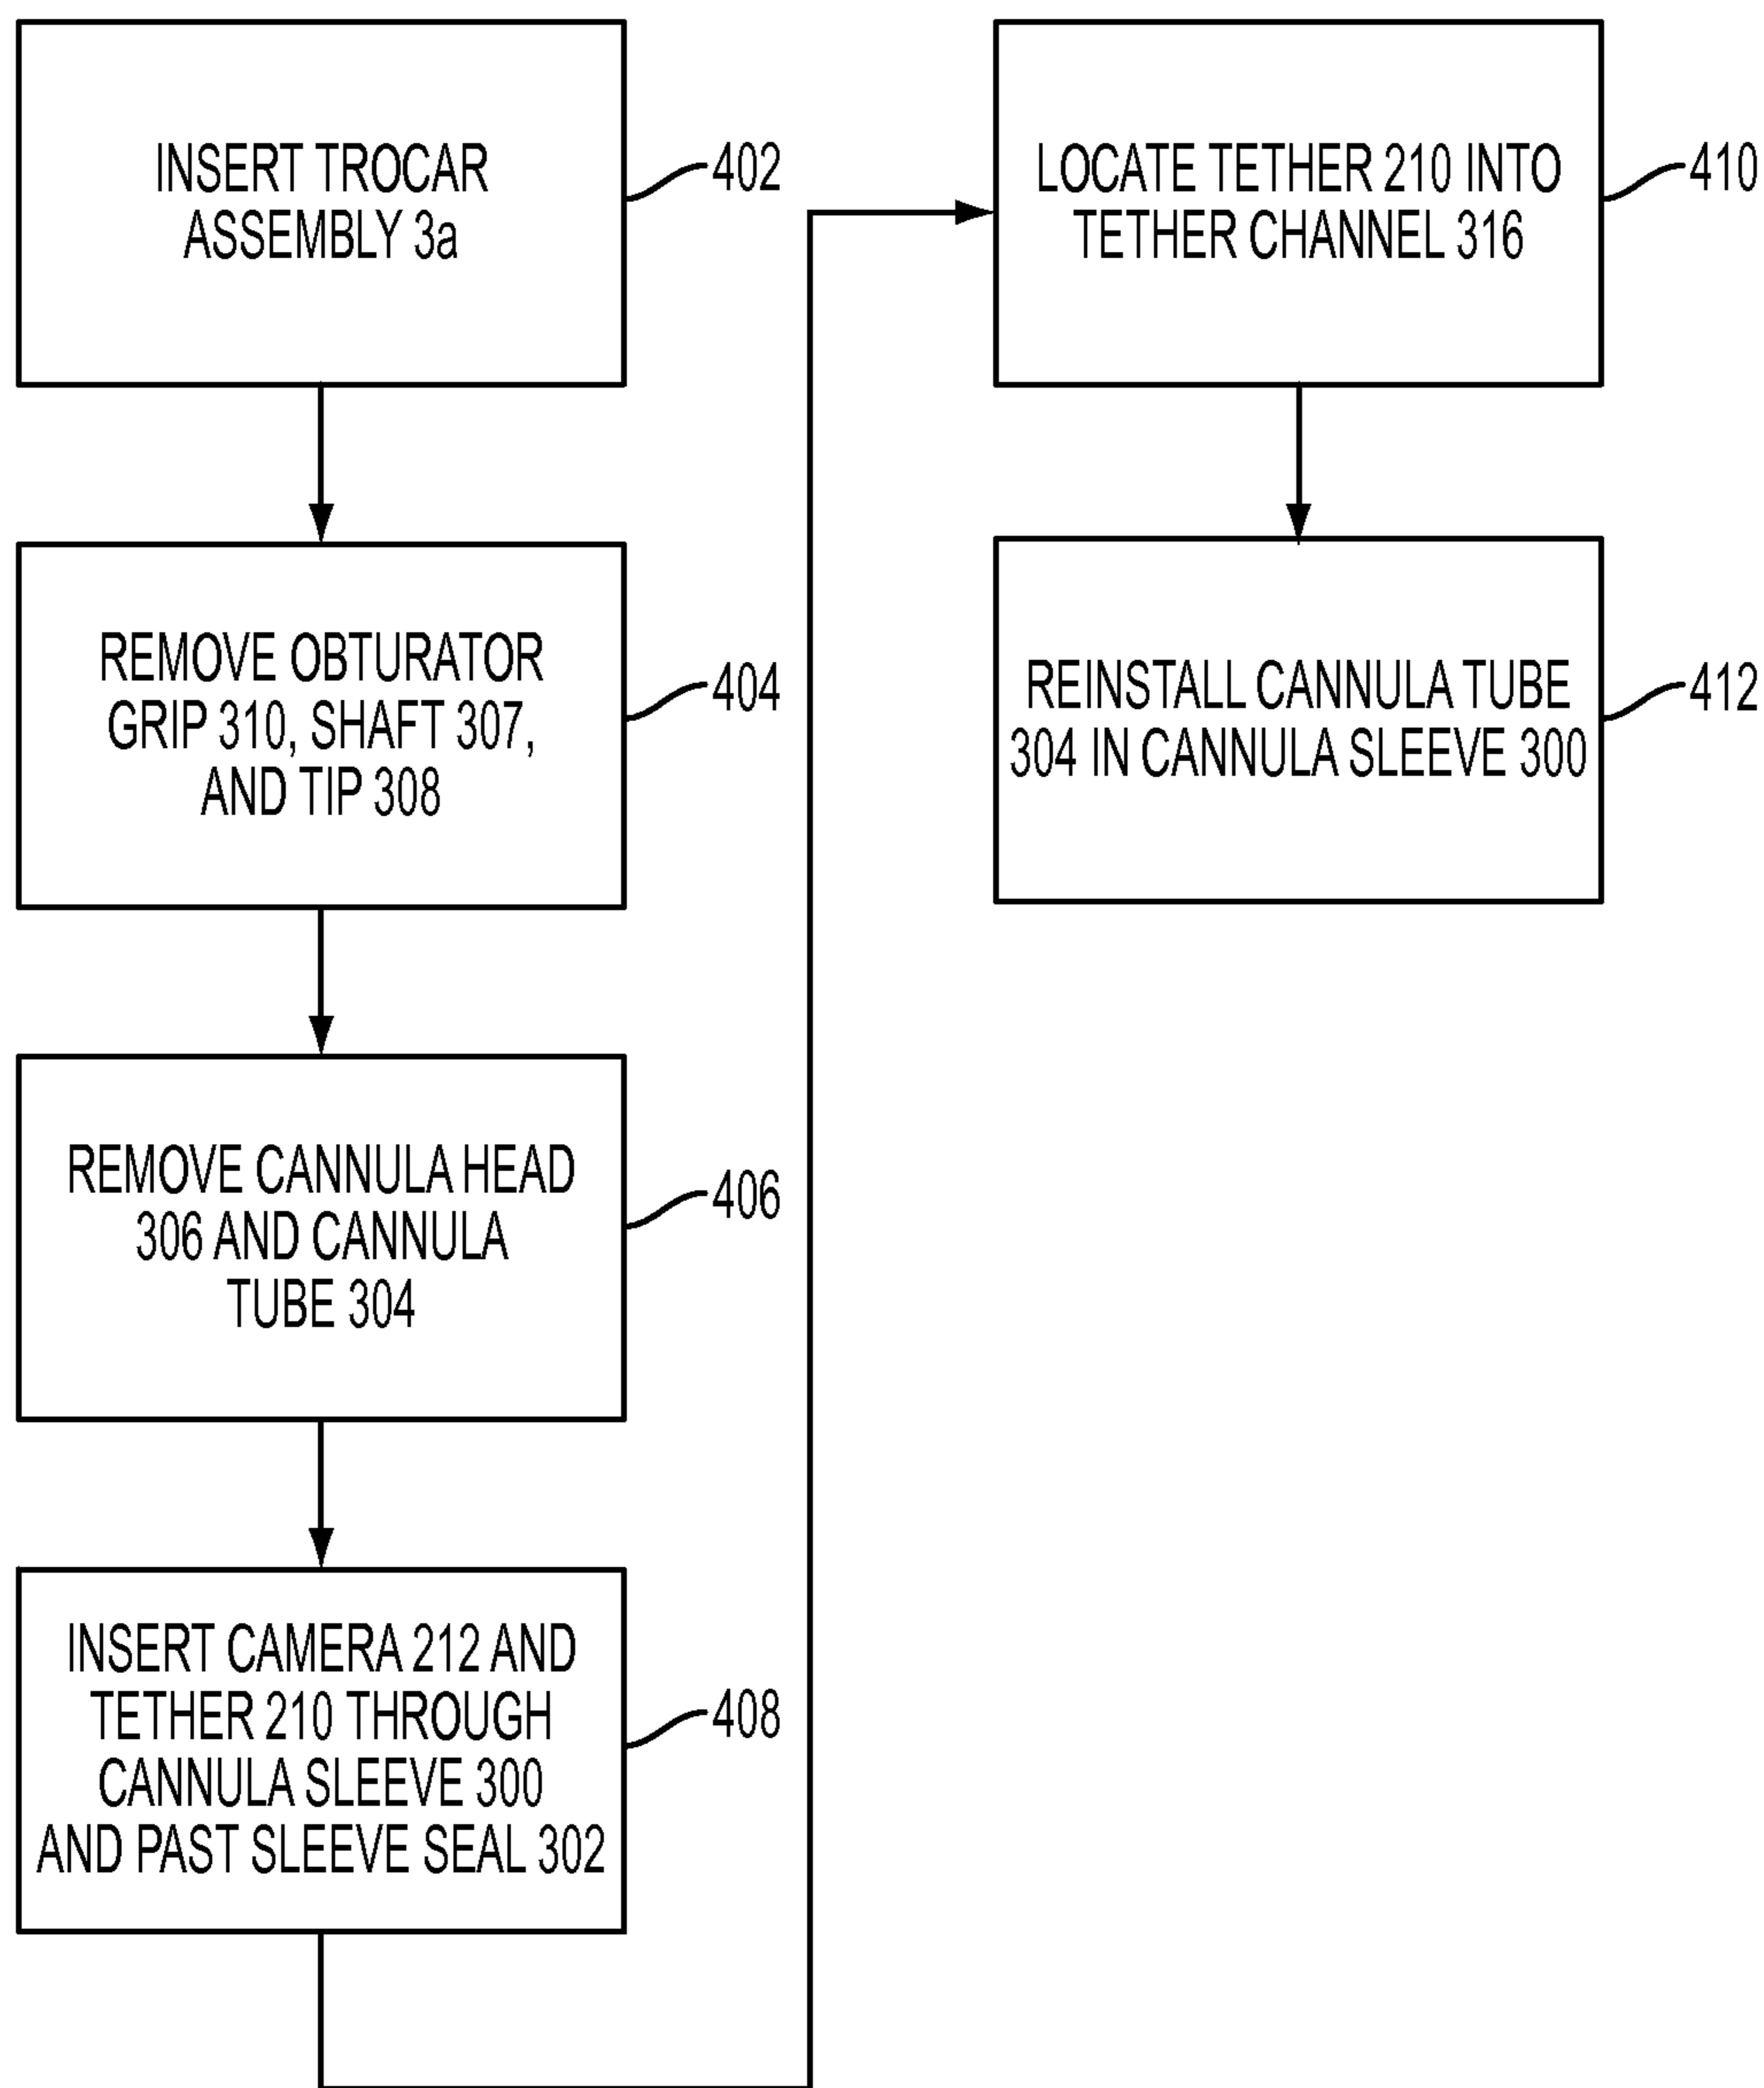 INSERT TROCAR
ASSEMBLY 3a
402
REMOVE OBTURATOR
GRIP 310, SHAFT 307,
AND TIP 308
404
REMOVE CANNULA HEAD
306 AND CANNULA
TUBE 304
406
INSERT CAMERA 212 AND
TETHER 210 THROUGH
CANNULA SLEEVE 300
AND PAST SLEEVE SEAL 302
408
LOCATE TETHER 210 INTO
TETHER CHANNEL 316
410
REINSTALL CANNULA TUBE
304 IN CANNULA SLEEVE 300
412